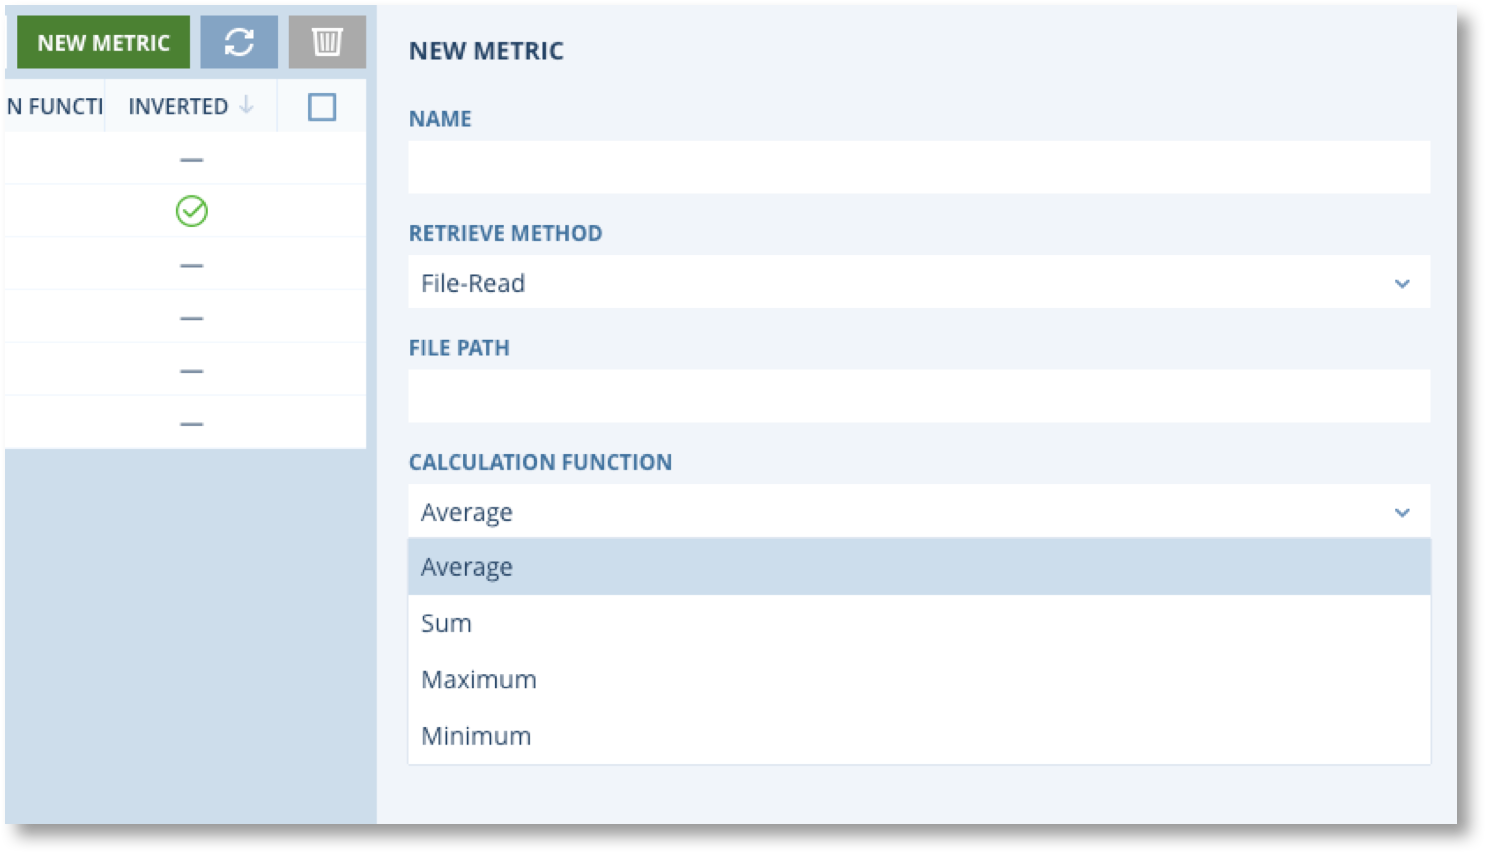 NEW METRIC
N FUNCTI INVERTED
NEW METRIC
NAME
RETRIEVE METHOD
File-Read
FILE PATH
CALCULATION FUNCTION
Average
Average
Sum
Maximum
Minimum